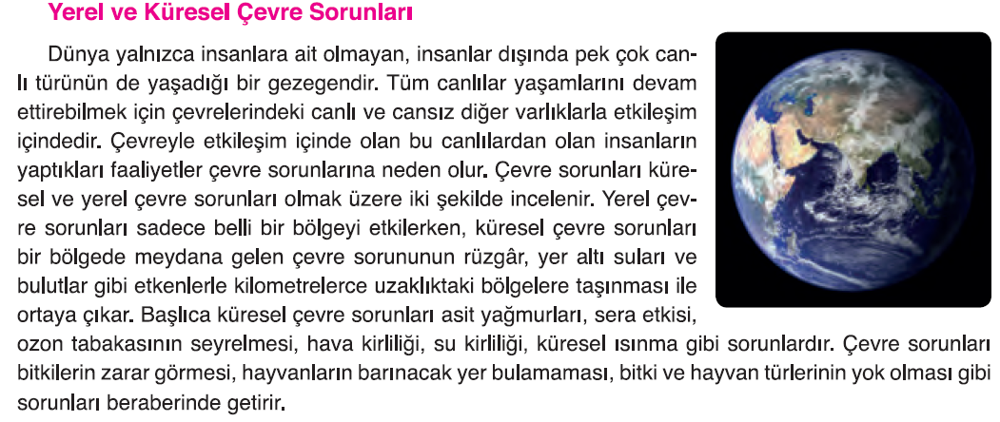 Yerel ve Küresel Çevre Sorunları
Dünya yalnızca insanlara ait olmayan, insanlar dışında pek çok can-
lı türünün de yaşadığı bir gezegendir. Tüm canlılar yaşamlarını devam
ettirebilmek için çevrelerindeki canlı ve cansız diğer varlıklarla etkileşim
içindedir. Çevreyle etkileşim içinde olan bu canlılardan olan insanların
yaptıkları faaliyetler çevre sorunlarına neden olur. Çevre sorunları küre-
sel ve yerel çevre sorunları olmak üzere iki şekilde incelenir. Yerel çev-
re sorunları sadece belli bir bölgeyi etkilerken, küresel çevre sorunları
bir bölgede meydana gelen çevre sorununun rüzgâr, yer altı suları ve
bulutlar gibi etkenlerle kilometrelerce uzaklıktaki bölgelere taşınması ile
ortaya çıkar. Başlıca küresel çevre sorunları asit yağmurları, sera etkisi,
ozon tabakasının seyrelmesi, hava kirliliği, su kirliliği, küresel ısınma gibi sorunlardır. Çevre sorunları
bitkilerin zarar görmesi, hayvanların barınacak yer bulamaması, bitki ve hayvan türlerinin yok olması gibi
sorunları beraberinde getirir.